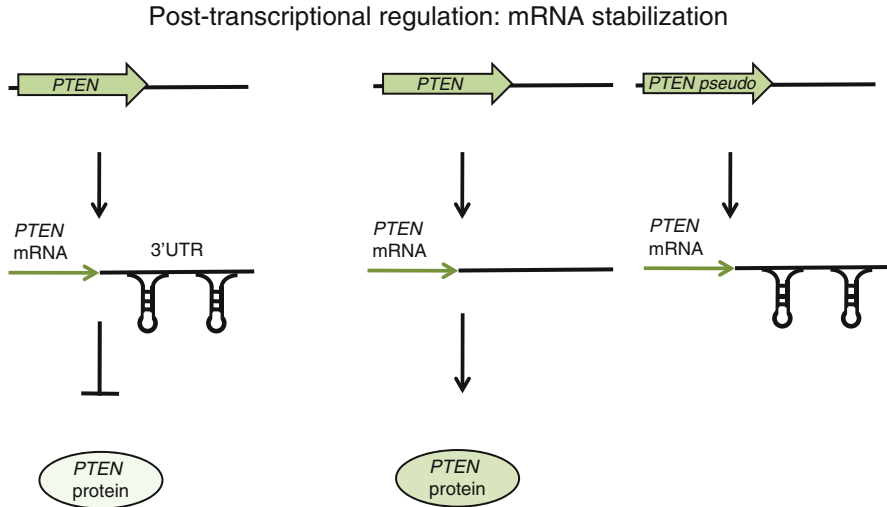 Post-transcriptional regulation: mRNA stabilization
PTEN
PTEN
PTEN pseudo
PTEN
mRNA
3'UTR
PTEN
mRNA
PTEN
mRNA
PTEN
protein
PTEN
protein